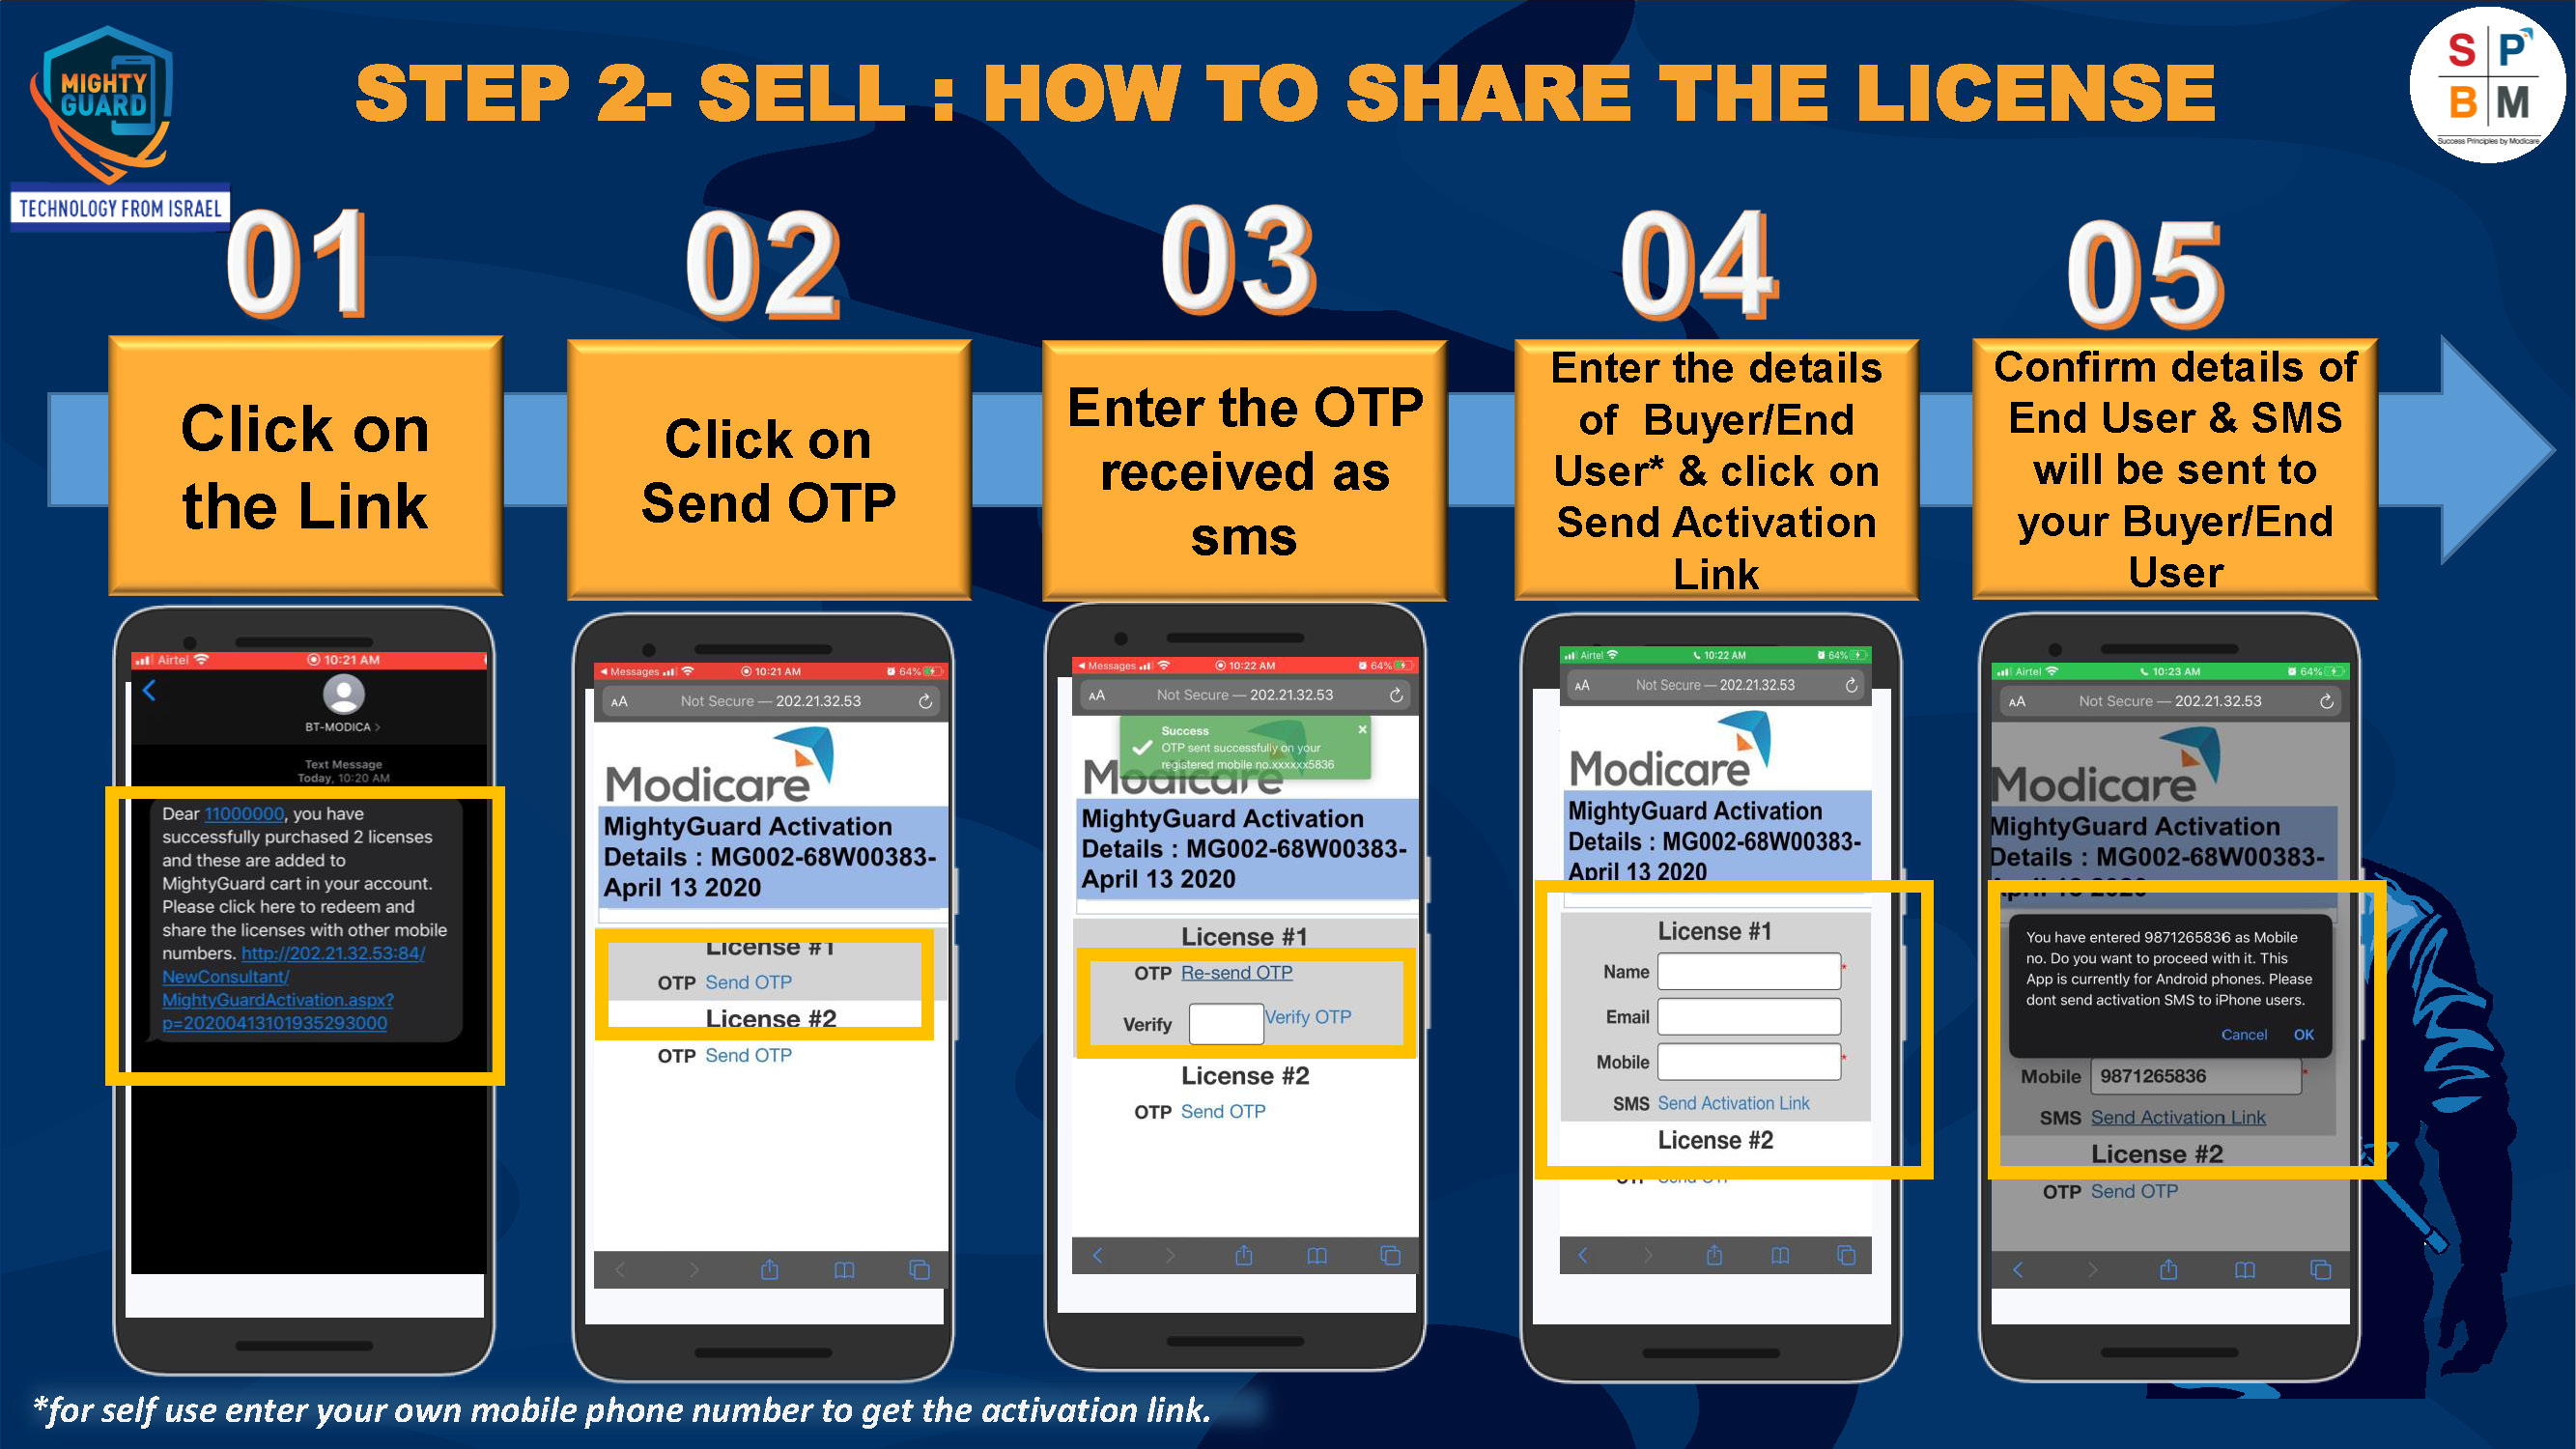 MIGHTY
GUARD
TECHNOLOGY FROM ISRAEL
STEP 2- SELL : HOW TO SHARE THE LICENSE
S P
B M
Success Principles by Modicare
01
Click on
the Link
02
Click on
Send OTP
03
Enter the OTP
received as
sms
04
Enter the details
of Buyer/End
User* & click on
Send Activation
Link
05
Confirm details of
End User & SMS
will be sent to
your Buyer/End
User
Airtel 10:21 AM
BT-MODICA >
Text Message
Today, 10:20 AM
Dear 11000000, you have
successfully purchased 2 licenses
and these are added to
MightyGuard cart in your account.
Please click here to redeem and
share the licenses with other mobile
numbers. http://202.21.32.53:84/
NewConsultant/
MightyGuardActivation.aspx?
p=20200413101935293000
Messages 10:21 AM 64%
AA Not Secure — 202.21.32.53
Modicare
MightyGuard Activation
Details : MG002-68W00383-
April 13 2020
License #1
OTP Send OTP
License #2
OTP Send OTP
Messages 10:22 AM 64%
AA Not Secure — 202.21.32.53
Success
OTP sent successfully on your
registered mobile no.xxxxxx5836
Modicare
MightyGuard Activation
Details : MG002-68W00383-
April 13 2020
License #1
OTP Re-send OTP
Verify Verify OTP
License #2
OTP Send OTP
Airtel 10:22 AM 64%
AA Not Secure — 202.21.32.53
Modicare
MightyGuard Activation
Details : MG002-68W00383-
April 13 2020
License #1
Name *
Email
Mobile *
SMS Send Activation Link
License #2
OTP Send OTP
Airtel 10:23 AM 64%
AA Not Secure — 202.21.32.53
Modicare
MightyGuard Activation
Details : MG002-68W00383-
April 13 2020
You have entered 9871265836 as Mobile
no. Do you want to proceed with it. This
App is currently for Android phones. Please
dont send activation SMS to iPhone users.
Cancel OK
Mobile 9871265836 *
SMS Send Activation Link
License #2
OTP Send OTP
*for self use enter your own mobile phone number to get the activation link.